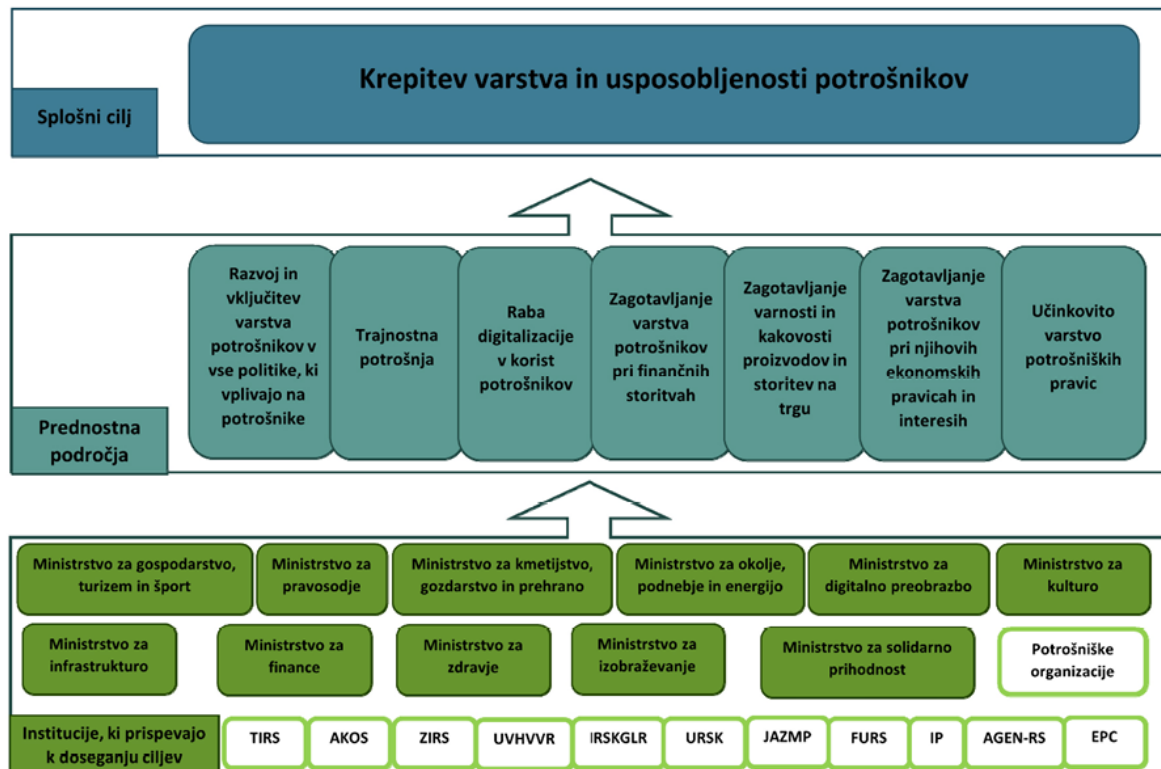 Krepitev varstva in usposobljenosti potrošnikov
Splošni cilj
Razvoj in
vključitev
varstva
potrošnikov v
vse politike, ki
vplivajo na
potrošnike
Trajnostna
potrošnja
Raba
digitalizacije
v korist
potrošnikov
Zagotavljanje
varstva
potrošnikov
pri finančnih
storitvah
Zagotavljanje
varnosti in
kakovosti
proizvodov in
storitev na
trgu
Zagotavljanje
varstva
potrošnikov
pri njihovih
ekonomskih
pravicah in
interesih
Učinkovito
varstvo
potrošniških
pravic
Prednostna
področja
Ministrstvo za gospodarstvo,
turizem in šport
Ministrstvo za
pravosodje
Ministrstvo za kmetijstvo,
gozdarstvo in prehrano
Ministrstvo za okolje,
podnebje in energijo
Ministrstvo za
digitalno preobrazbo
Ministrstvo za
kulturo
Ministrstvo za
infrastrukturo
Ministrstvo za
finance
Ministrstvo za
zdravje
Ministrstvo za
izobraževanje
Ministrstvo za solidarno
prihodnost
Potrošniške
organizacije
Institucije, ki prispevajo
k doseganju ciljev
TIRS
AKOS
ZIRS
UVHVVR
IRSKGLR
URSK
JAZMP
FURS
IP
AGEN-RS
EPC